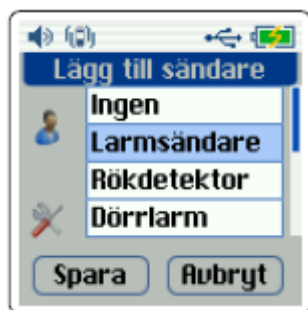 Lägg till sändare
Ingen
Larmsändare
Rökdetektor
Dörrlarm
Spara
Avbryt